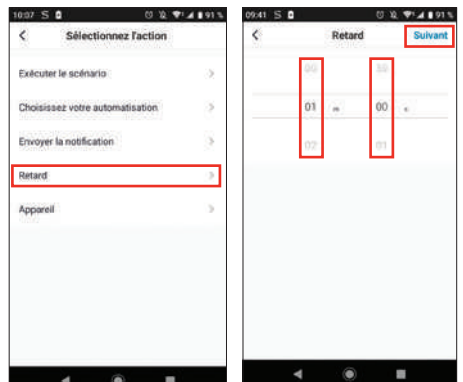 10:07 S 91 %
Sélectionnez l'action
Exécuter le scénario
Choisissez votre automatisation
Envoyer la notification
Retard
Appareil
09:41 S 91 %
Retard Suivant
00 59
01 m 00 s
02 01